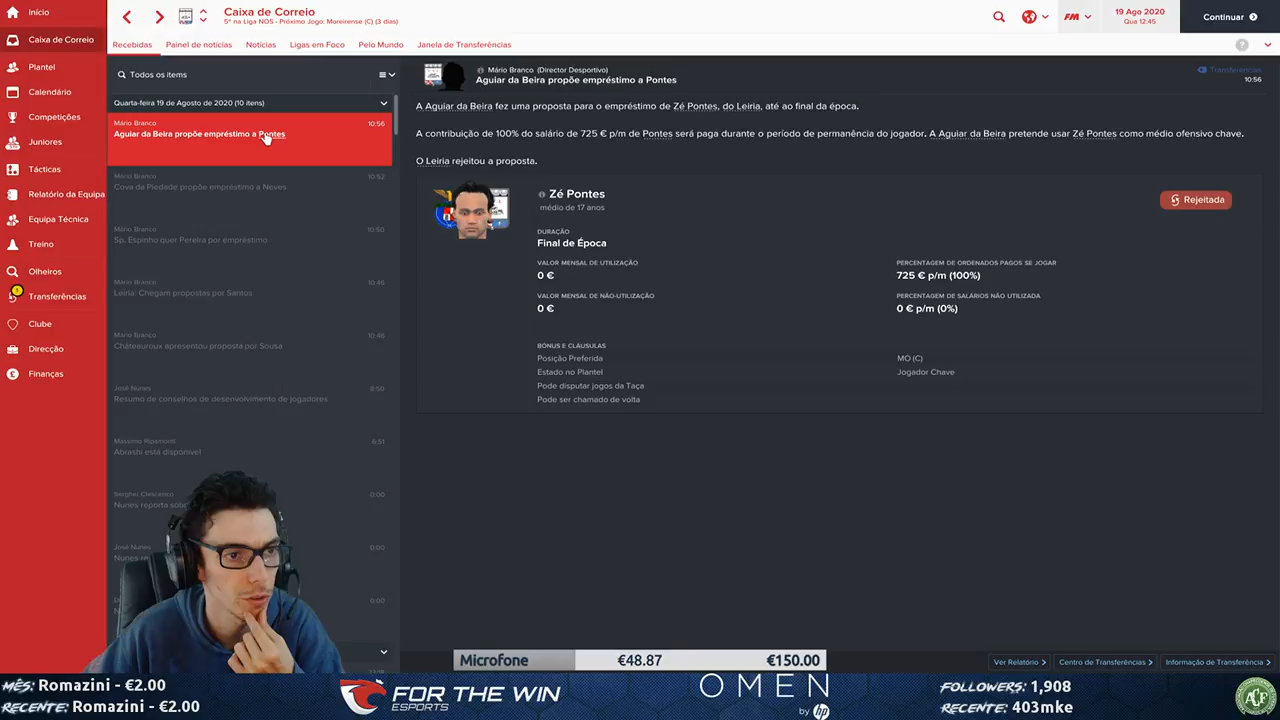 Início
Caixa de Correio
Plantel
Calendário
Competições
Juniores
Tácticas
Relatório da Equipa
Equipa Técnica
Treino
Olheiros
Transferências
Clube
Direcção
Finanças
Caixa de Correio
5º na Liga NOS - Próximo Jogo: Moreirense (C) (3 dias)
FM
19 Ago 2020
Qua 12:45
Continuar
Recebidas
Painel de notícias
Notícias
Ligas em Foco
Pelo Mundo
Janela de Transferências
Todos os items
Quarta-feira 19 de Agosto de 2020 (10 itens)
Mário Branco 10:56
Aguiar da Beira propõe empréstimo a Pontes
Mário Branco 10:52
Cova da Piedade propõe empréstimo a Neves
Mário Branco 10:50
Sp. Espinho quer Pereira por empréstimo
Mário Branco 10:46
Leiria: Chegam propostas por Santos
Mário Branco 10:46
Châteauroux apresentou proposta por Sousa
José Nunes 8:50
Resumo de conselhos de desenvolvimento de jogadores
Massimo Ripamonti 6:51
Abrashi está disponível
Serghei Clescenco 0:00
Nunes reporta sob
José Nunes 0:00
Nunes re
0:00
Mário Branco (Director Desportivo)
Aguiar da Beira propõe empréstimo a Pontes
Transferências
10:56
A Aguiar da Beira fez uma proposta para o empréstimo de Zé Pontes, do Leiria, até ao final da época.
A contribuição de 100% do salário de 725 € p/m de Pontes será paga durante o período de permanência do jogador. A Aguiar da Beira pretende usar Zé Pontes como médio ofensivo chave.
O Leiria rejeitou a proposta.
Zé Pontes
médio de 17 anos
Rejeitada
DURAÇÃO
Final de Época
VALOR MENSAL DE UTILIZAÇÃO
0 €
PERCENTAGEM DE ORDENADOS PAGOS SE JOGAR
725 € p/m (100%)
VALOR MENSAL DE NÃO-UTILIZAÇÃO
0 €
PERCENTAGEM DE SALÁRIOS NÃO UTILIZADA
0 € p/m (0%)
BÓNUS E CLÁUSULAS
Posição Preferida
MO (C)
Estado no Plantel
Jogador Chave
Pode disputar jogos da Taça
Pode ser chamado de volta
Ver Relatório
Centro de Transferências
Informação de Transferência
Microfone €48.87 €150.00
MÊS: Romazini - €2.00
RECENTE: Romazini - €2.00
FOR THE WIN
ESPORTS
OMEN
by hp
FOLLOWERS: 1,908
RECENTE: 403mke